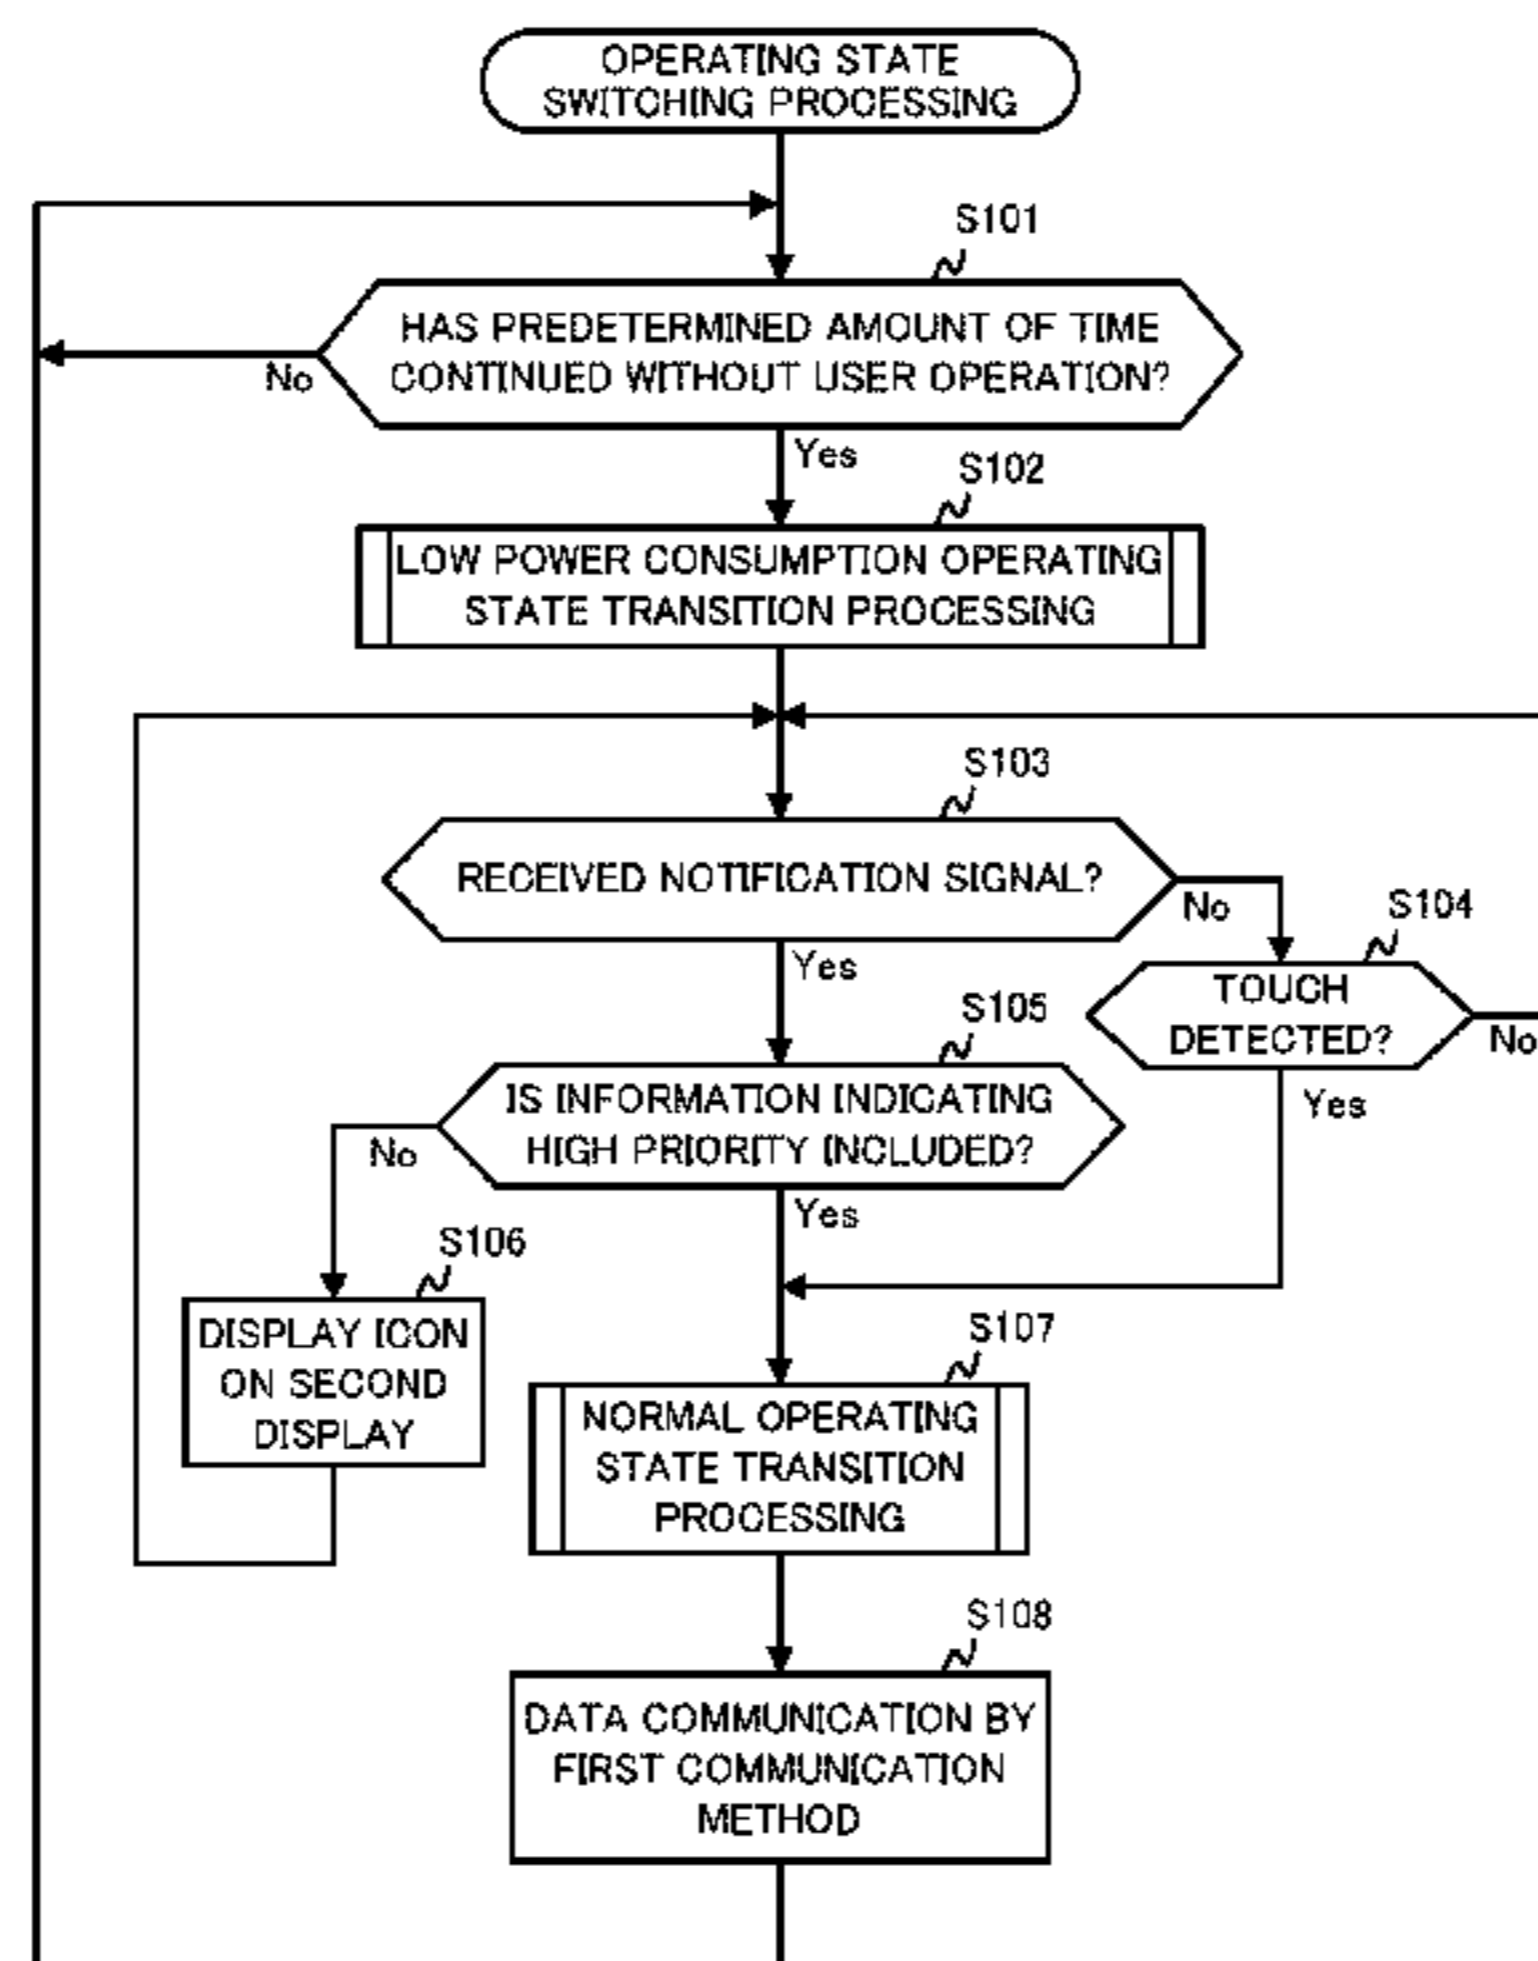 OPERATING STATE
SWITCHING PROCESSING
S101
HAS PREDETERMINED AMOUNT OF TIME
CONTINUED WITHOUT USER OPERATION?
No
Yes
S102
LOW POWER CONSUMPTION OPERATING
STATE TRANSITION PROCESSING
S103
RECEIVED NOTIFICATION SIGNAL?
No
S104
Yes
TOUCH
DETECTED?
No
S105
IS INFORMATION INDICATING
HIGH PRIORITY INCLUDED?
Yes
No
Yes
S106
DISPLAY ICON
ON SECOND
DISPLAY
S107
NORMAL OPERATING
STATE TRANSITION
PROCESSING
S108
DATA COMMUNICATION BY
FIRST COMMUNICATION
METHOD